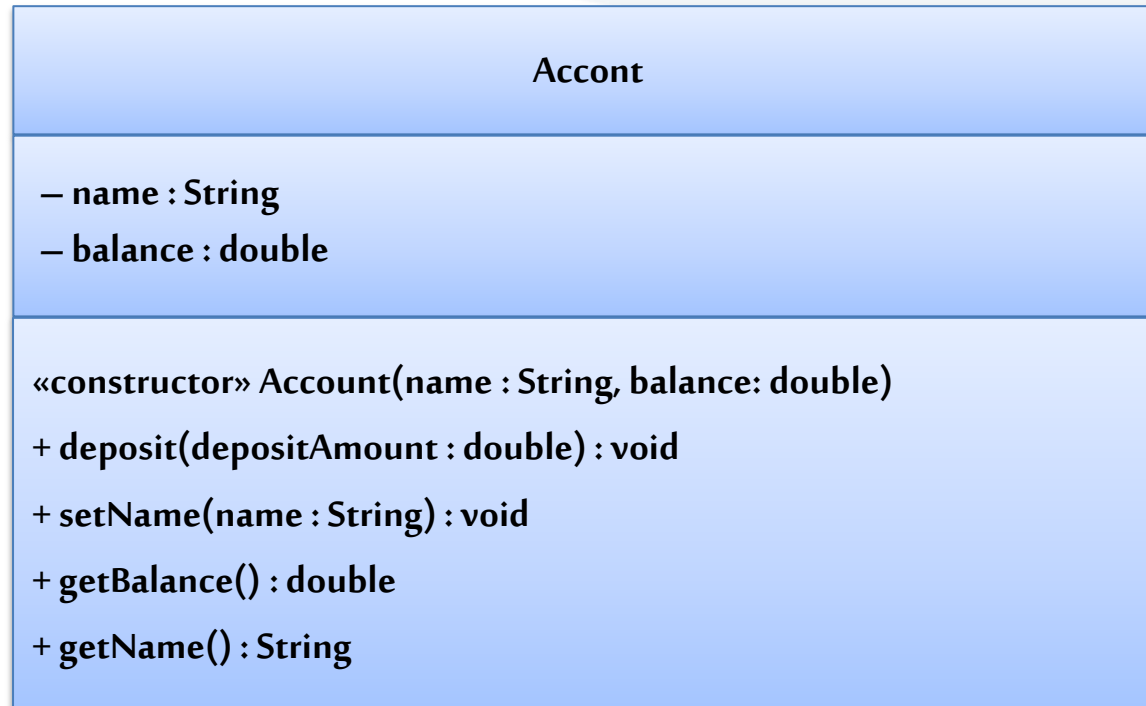 Accont
– name : String
– balance : double
«constructor» Account(name : String, balance: double)
+ deposit(depositAmount : double) : void
+ setName(name : String) : void
+ getBalance() : double
+ getName() : String